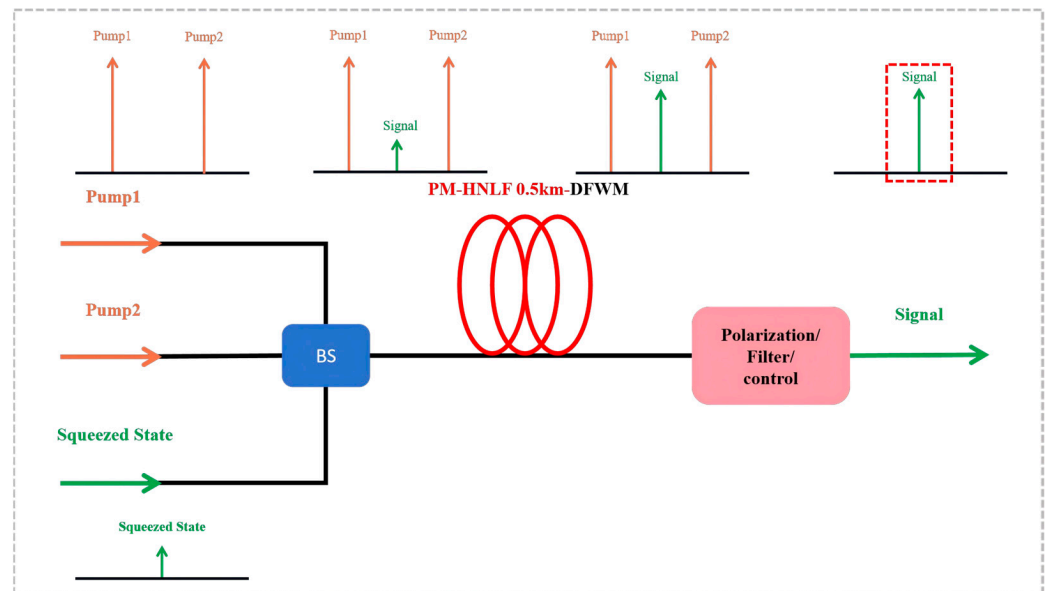 Pump1
Pump2
Pump1
Pump2
Signal
Pump1
Pump2
Signal
Signal
PM-HNLF 0.5km-DFWM
Pump1
Pump2
BS
Polarization/
Filter/
control
Signal
Squeezed State
Squeezed State